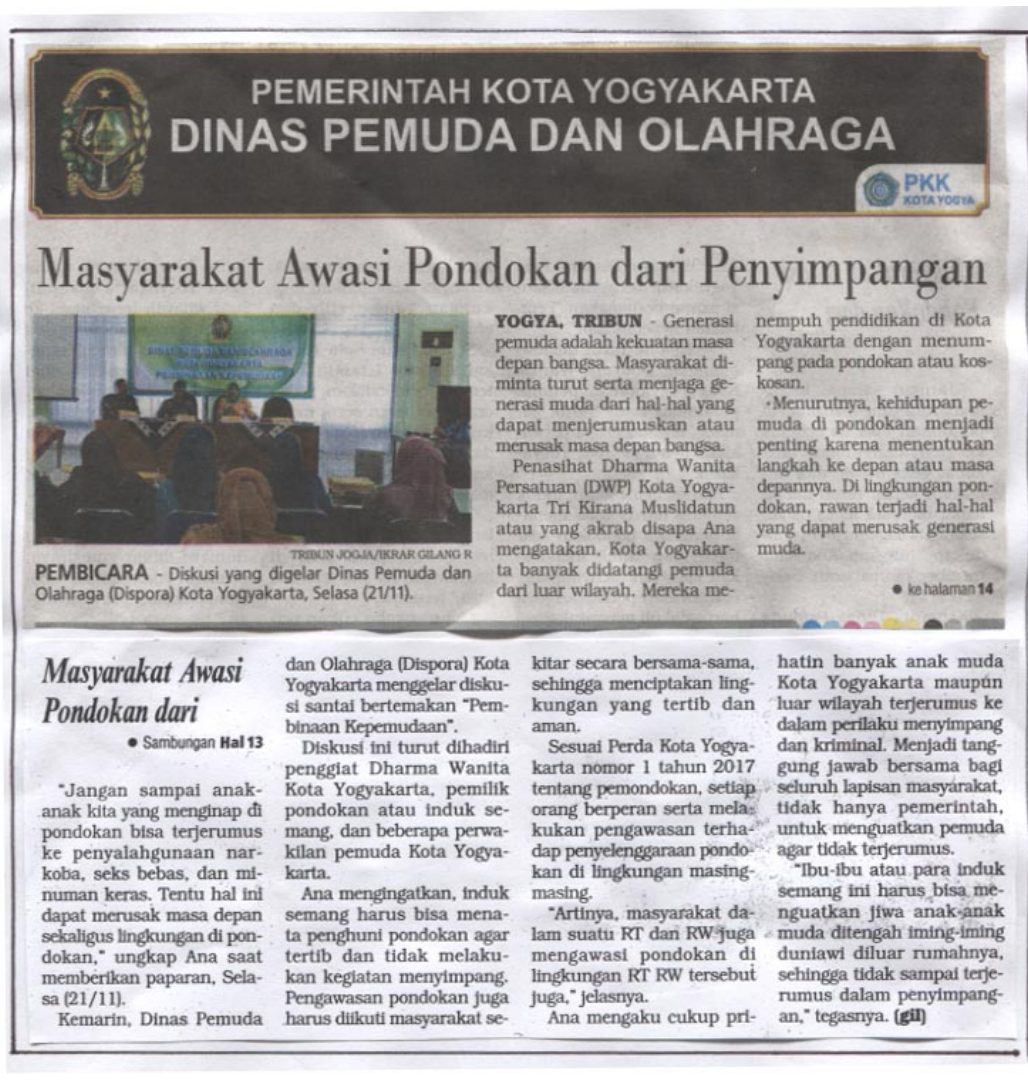 PEMERINTAH KOTA YOGYAKARTA
DINAS PEMUDA DAN OLAHRAGA
PKK
KOTA YOGYA
Masyarakat Awasi Pondokan dari Penyimpangan
TRIBUN JOGJA/IKRAR GILANG R
PEMBICARA - Diskusi yang digelar Dinas Pemuda dan
Olahraga (Dispora) Kota Yogyakarta, Selasa (21/11).
YOGYA, TRIBUN - Generasi
pemuda adalah kekuatan masa
depan bangsa. Masyarakat di-
minta turut serta menjaga ge-
nerasi muda dari hal-hal yang
dapat menjerumuskan atau
merusak masa depan bangsa.
Penasihat Dharma Wanita
Persatuan (DWP) Kota Yogya-
karta Tri Kirana Muslidatun
atau yang akrab disapa Ana
mengatakan, Kota Yogyakar-
ta banyak didatangi pemuda
dari luar wilayah. Mereka me-
nempuh pendidikan di Kota
Yogyakarta dengan menum-
pang pada pondokan atau kos-
kosan.
Menurutnya, kehidupan pe-
muda di pondokan menjadi
penting karena menentukan
langkah ke depan atau masa
depannya. Di lingkungan pon-
dokan, rawan terjadi hal-hal
yang dapat merusak generasi
muda.
● ke halaman 14
Masyarakat Awasi
Pondokan dari
● Sambungan Hal 13
"Jangan sampai anak-
anak kita yang menginap di
pondokan bisa terjerumus
ke penyalahgunaan nar-
koba, seks bebas, dan mi-
numan keras. Tentu hal ini
dapat merusak masa depan
sekaligus lingkungan di pon-
dokan," ungkap Ana saat
memberikan paparan, Sela-
sa (21/11).
Kemarin, Dinas Pemuda
dan Olahraga (Dispora) Kota
Yogyakarta menggelar disku-
si santai bertemakan "Pem-
binaan Kepemudaan".
Diskusi ini turut dihadiri
penggiat Dharma Wanita
Kota Yogyakarta, pemilik
pondokan atau induk se-
mang, dan beberapa perwa-
kilan pemuda Kota Yogya-
karta.
Ana mengingatkan, induk
semang harus bisa mena-
ta penghuni pondokan agar
tertib dan tidak melaku-
kan kegiatan menyimpang.
Pengawasan pondokan juga
harus diikuti masyarakat se-
kitar secara bersama-sama,
sehingga menciptakan ling-
kungan yang tertib dan
aman.
Sesuai Perda Kota Yogya-
karta nomor 1 tahun 2017
tentang pemondokan, setiap
orang berperan serta mela-
kukan pengawasan terha-
dap penyelenggaraan pondo-
kan di lingkungan masing-
masing.
"Artinya, masyarakat da-
lam suatu RT dan RW juga
mengawasi pondokan di
lingkungan RT RW tersebut
juga," jelasnya.
Ana mengaku cukup pri-
hatin banyak anak muda
Kota Yogyakarta maupun
luar wilayah terjerumus ke
dalam perilaku menyimpang
dan kriminal. Menjadi tang-
gung jawab bersama bagi
seluruh lapisan masyarakat,
tidak hanya pemerintah,
untuk menguatkan pemuda
agar tidak terjerumus.
"Ibu-ibu atau para induk
semang ini harus bisa me-
nguatkan jiwa anak-anak
muda ditengah iming-iming
duniawi diluar rumahnya,
sehingga tidak sampai terje-
rumus dalam penyimpang-
an," tegasnya. (gil)